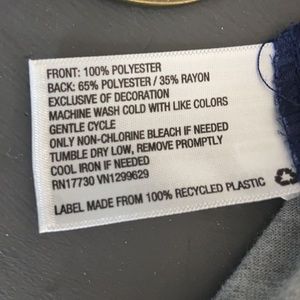 FRONT: 100% POLYESTER
BACK: 65% POLYESTER / 35% RAYON
EXCLUSIVE OF DECORATION
MACHINE WASH COLD WITH LIKE COLORS
GENTLE CYCLE
ONLY NON-CHLORINE BLEACH IF NEEDED
TUMBLE DRY LOW, REMOVE PROMPTLY
COOL IRON IF NEEDED
RN17730 VN1299629
LABEL MADE FROM 100% RECYCLED PLASTIC